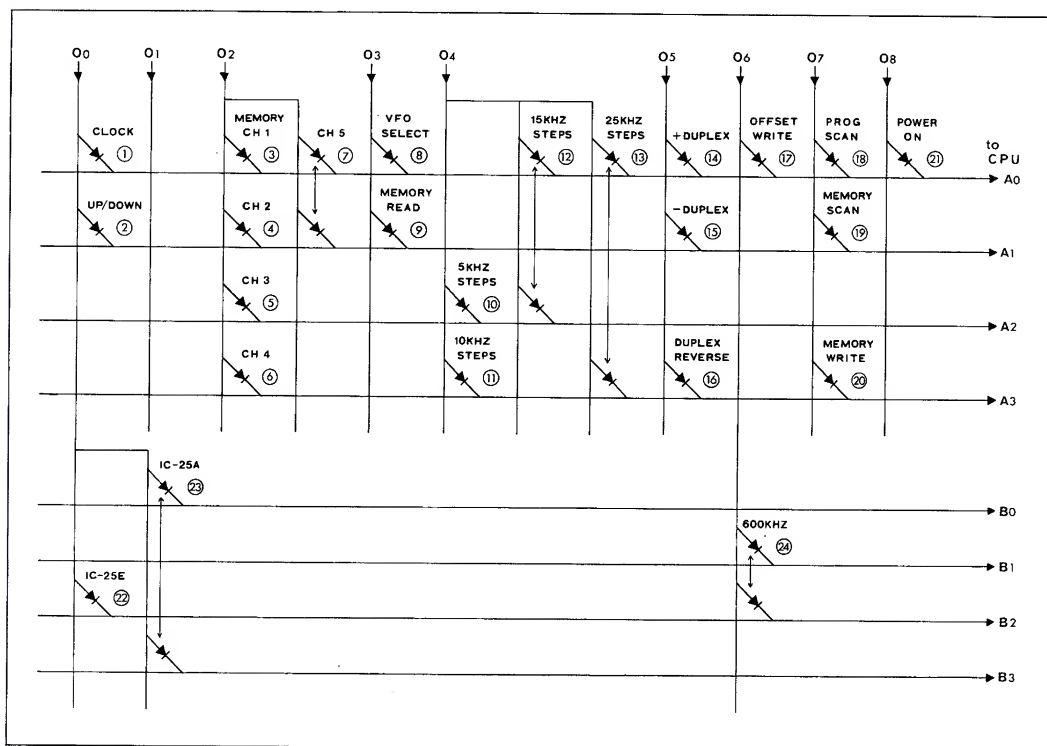 O0 O1 O2 O3 O4 O5 O6 O7 O8
CLOCK
1
MEMORY
CH 1
3
CH 5
7
VFO
SELECT
8
15KHZ
STEPS
12
25KHZ
STEPS
13
+DUPLEX
14
OFFSET
WRITE
17
PROG
SCAN
18
POWER
ON
21
to
CPU
A0
UP/DOWN
2
CH 2
4
MEMORY
READ
9
-DUPLEX
15
MEMORY
SCAN
19
A1
CH 3
5
5KHZ
STEPS
10
A2
CH 4
6
10KHZ
STEPS
11
DUPLEX
REVERSE
16
MEMORY
WRITE
20
A3
IC-25A
23
B0
600KHZ
24
B1
IC-25E
22
B2
B3